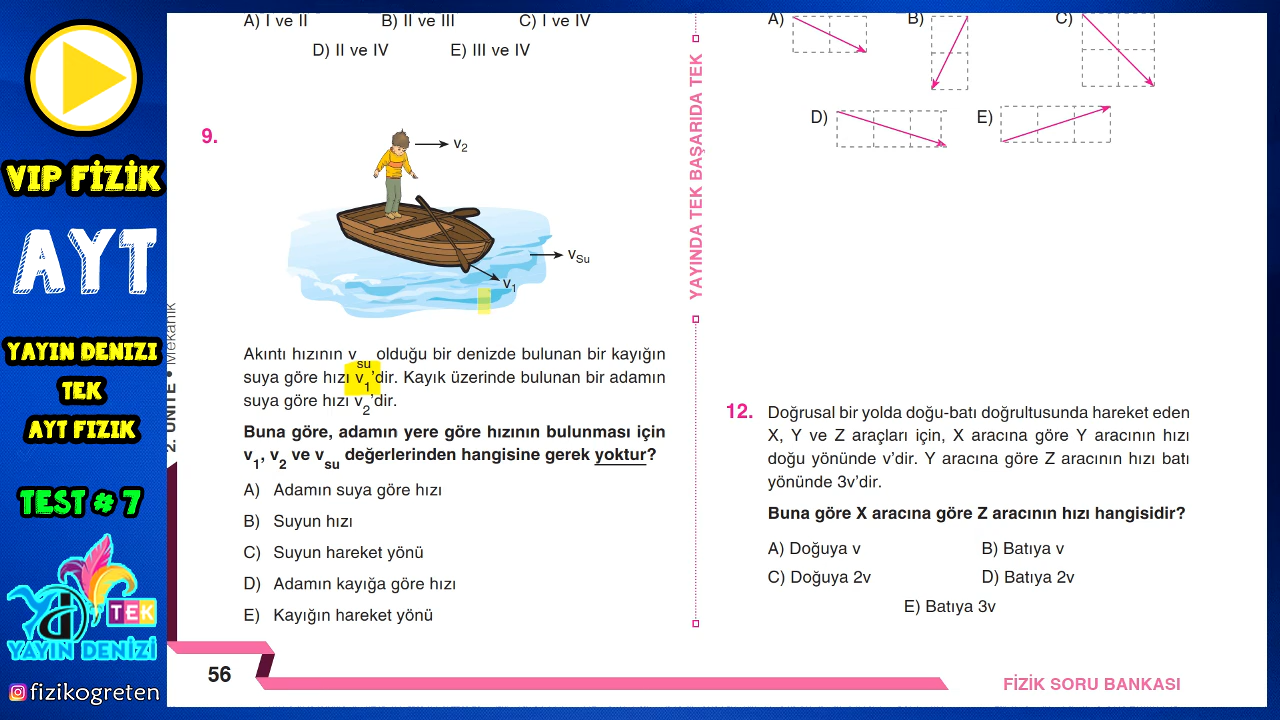 VIP FİZİK
AYT
YAYIN DENIZI
TEK
AYT FIZIK
TEST # 7
TEK
YAYIN DENİZİ
fizikogreten
2. ÜNİTE • Mekanik
A) I ve II B) II ve III C) I ve IV
D) II ve IV E) III ve IV
9.
v2
vSu
v1
Akıntı hızının vsu olduğu bir denizde bulunan bir kayığın
suya göre hızı v1'dir. Kayık üzerinde bulunan bir adamın
suya göre hızı v2'dir.
Buna göre, adamın yere göre hızının bulunması için
v1, v2 ve vsu değerlerinden hangisine gerek yoktur?
A) Adamın suya göre hızı
B) Suyun hızı
C) Suyun hareket yönü
D) Adamın kayığa göre hızı
E) Kayığın hareket yönü
56
YAYINDA TEK BAŞARIDA TEK
A) B) C)
D) E)
12. Doğrusal bir yolda doğu-batı doğrultusunda hareket eden
X, Y ve Z araçları için, X aracına göre Y aracının hızı
doğu yönünde v'dir. Y aracına göre Z aracının hızı batı
yönünde 3v'dir.
Buna göre X aracına göre Z aracının hızı hangisidir?
A) Doğuya v B) Batıya v
C) Doğuya 2v D) Batıya 2v
E) Batıya 3v
FİZİK SORU BANKASI